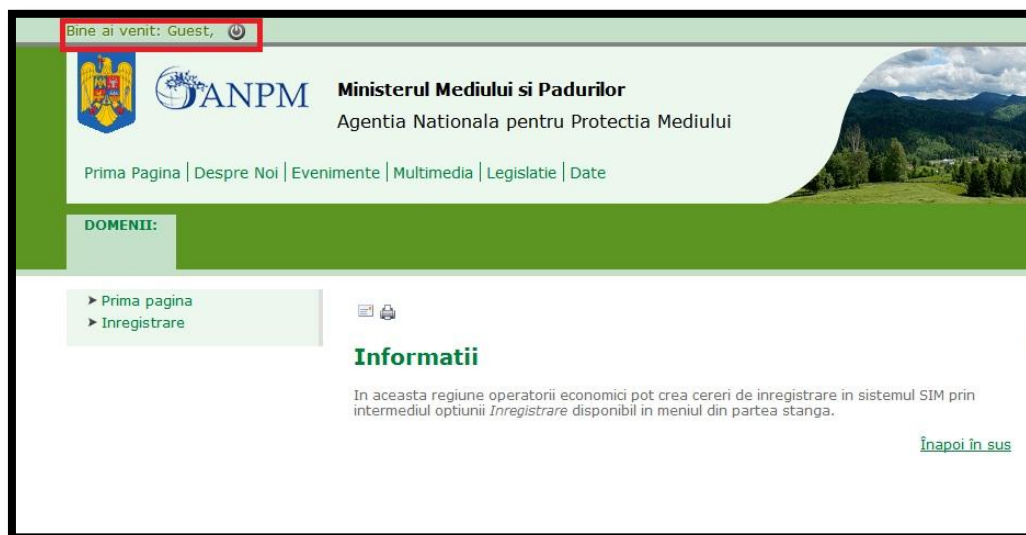 Bine ai venit: Guest,
ANPM
Ministerul Mediului si Padurilor
Agentia Nationala pentru Protectia Mediului
Prima Pagina | Despre Noi | Evenimente | Multimedia | Legislatie | Date
DOMENII:
Prima pagina
Inregistrare
Informatii
In aceasta regiune operatorii economici pot crea cereri de inregistrare in sistemul SIM prin
intermediul optiunii Inregistrare disponibil in meniul din partea stanga.
Înapoi în sus